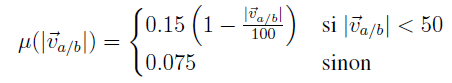 μ(|v⃗a/b|) = { 0.15 (1 − |v⃗a/b|/100) si |v⃗a/b| < 50
0.075 sinon